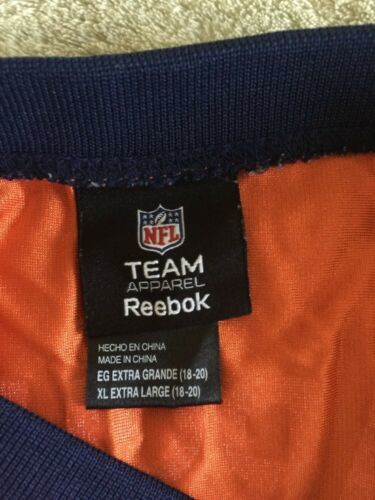 NFL
TEAM
APPAREL
Reebok
HECHO EN CHINA
MADE IN CHINA
EG EXTRA GRANDE (18-20)
XL EXTRA LARGE (18-20)